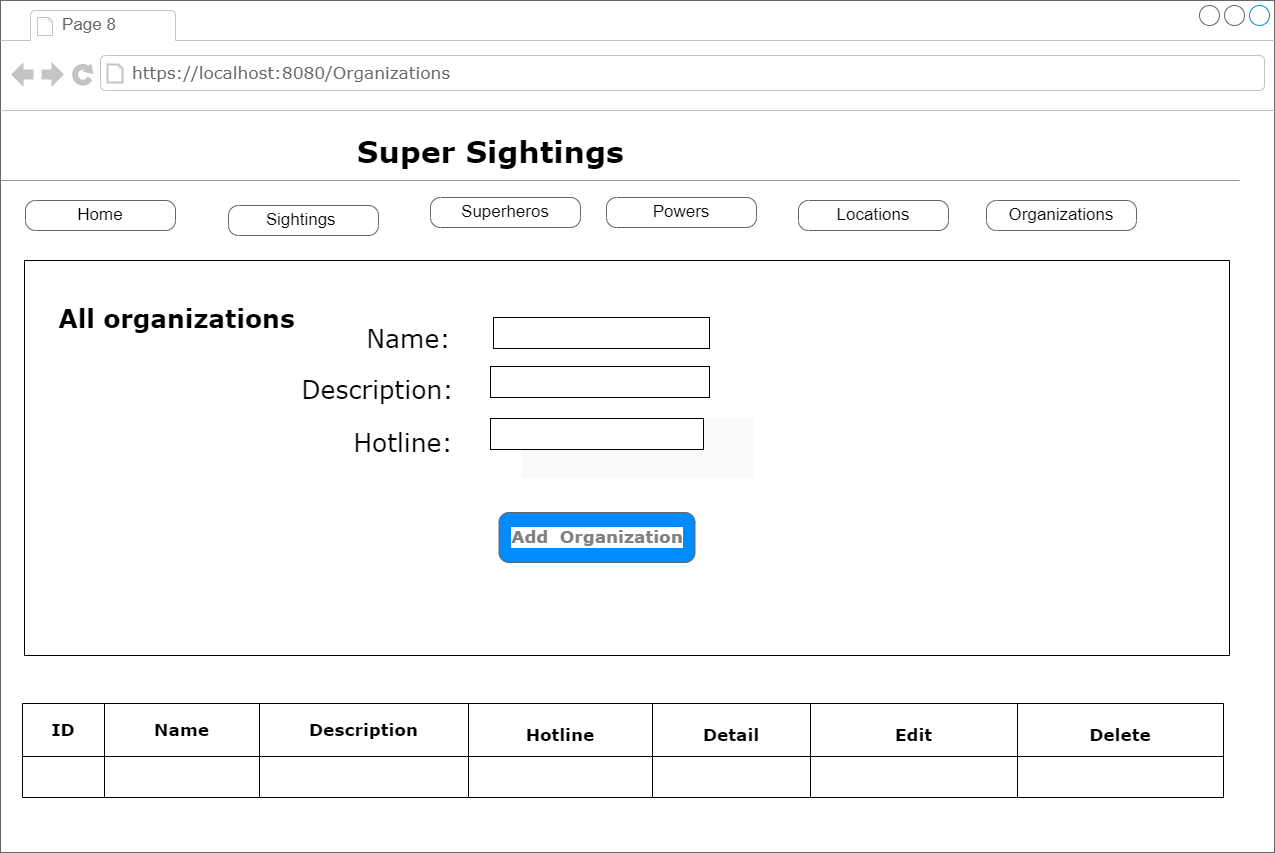 Page 8
https://localhost:8080/Organizations
Super Sightings
Home
Sightings
Superheros
Powers
Locations
Organizations
All organizations
Name:
Description:
Hotline:
Add  Organization
ID
Name
Description
Hotline
Detail
Edit
Delete